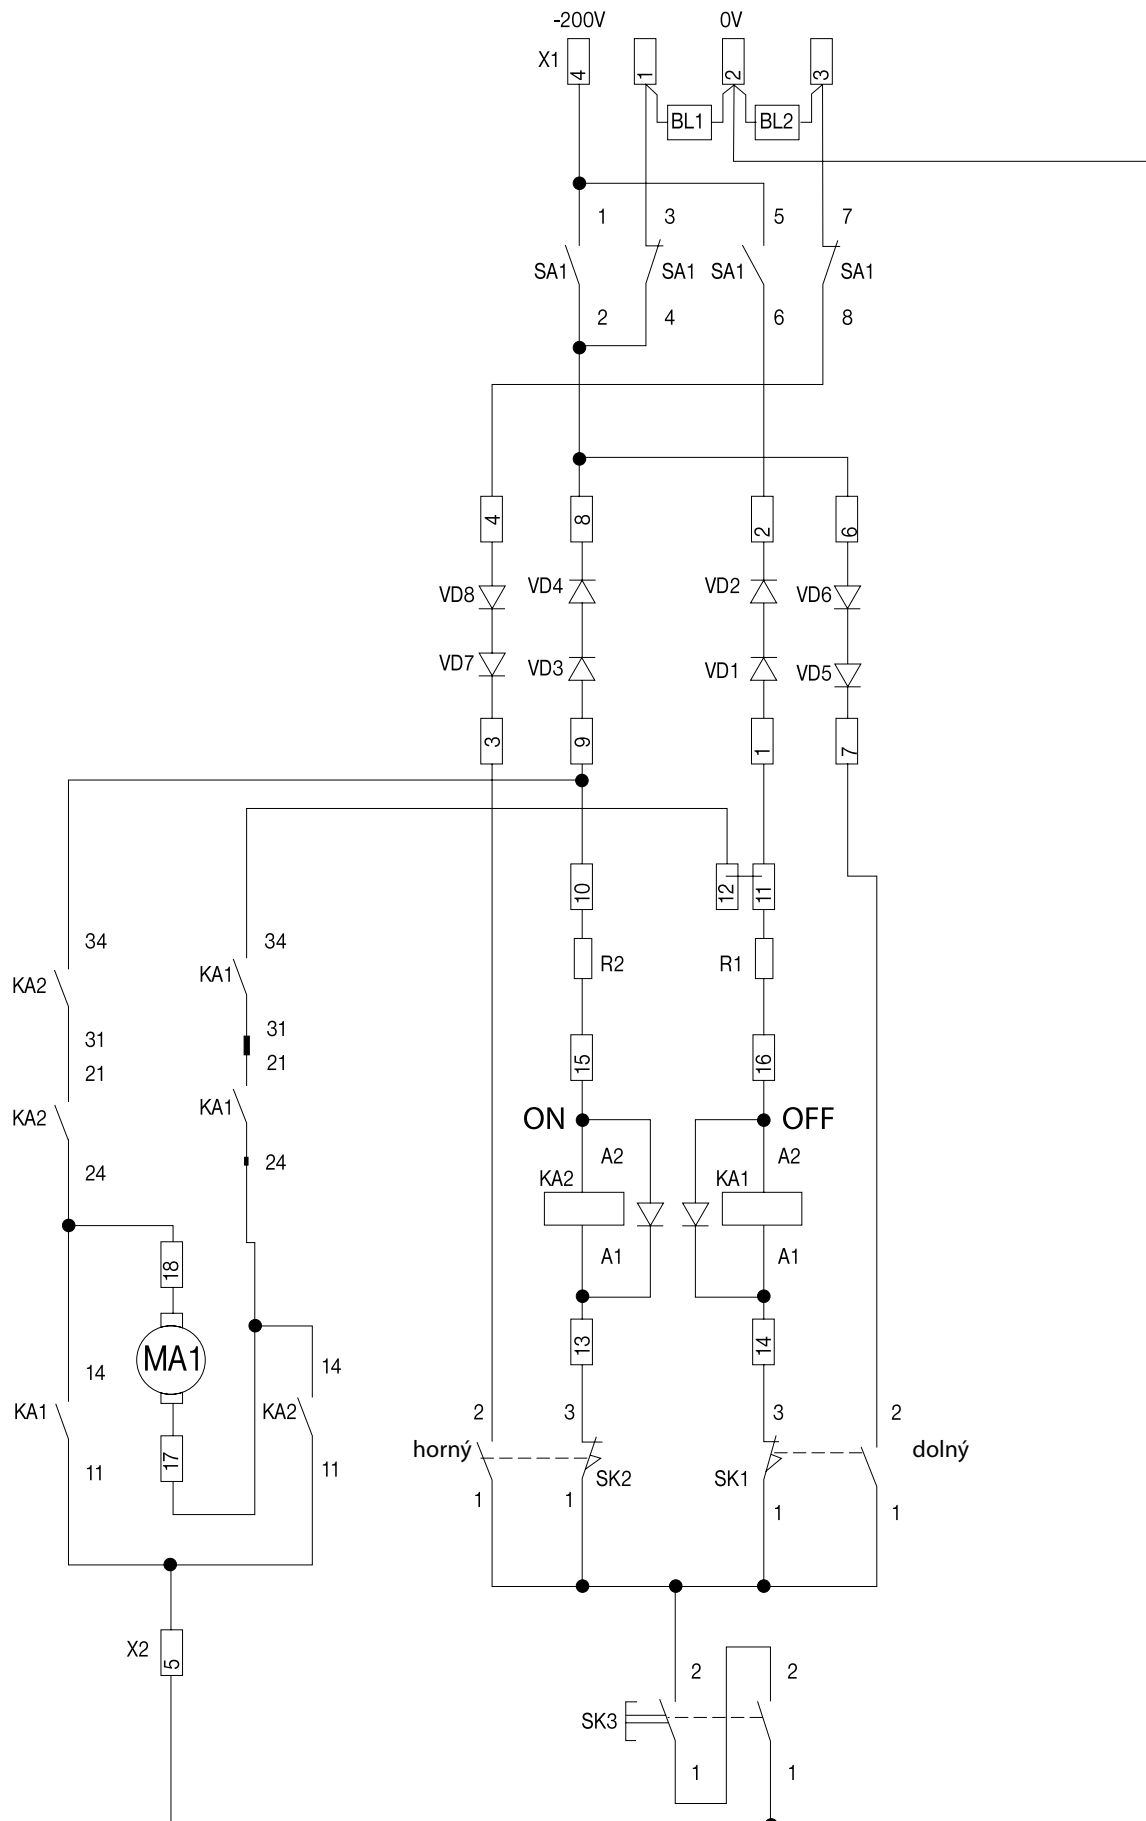 -200V 0V
X1 4 1 2 3
BL1 BL2
1 3 5 7
SA1 SA1 SA1 SA1
2 4 6 8
4 8 2 6
VD8 VD4 VD2 VD6
VD7 VD3 VD1 VD5
3 9 1 7
10 12 11
34 34
KA2 KA1 R2 R1
31 31
21 21
15 16
KA2 KA1 ON OFF
24 24 A2 A2
KA2 KA1
18 A1 A1
13 14
MA1
14 14
KA1 KA2 2 3 3 2
17 horný dolný
11 11 SK2 SK1
1 1 1 1
X2 5
2 2
SK3
1 1